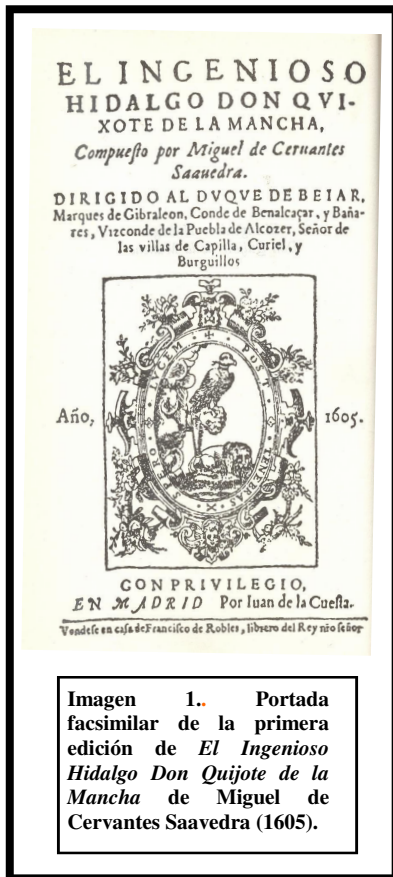 EL INGENIOSO
HIDALGO DON QVI-
XOTE DE LA MANCHA,
Compuesto por Miguel de Ceruantes
Saauedra.
DIRIGIDO AL DVQVE DE BEIAR,
Marques de Gibraleon, Conde de Benalcaçar, y Baña-
res, Vizconde de la Puebla de Alcozer, Señor de
las villas de Capilla, Curiel, y
Burguillos
Año, 1605.
SPERO LVCEM POST TENEBRAS
CON PRIVILEGIO,
EN MADRID Por Iuan de la Cuesta.
Vendese en casa de Francisco de Robles, librero del Rey nro señor
Imagen 1.. Portada
facsimilar de la primera
edición de El Ingenioso
Hidalgo Don Quijote de la
Mancha de Miguel de
Cervantes Saavedra (1605).